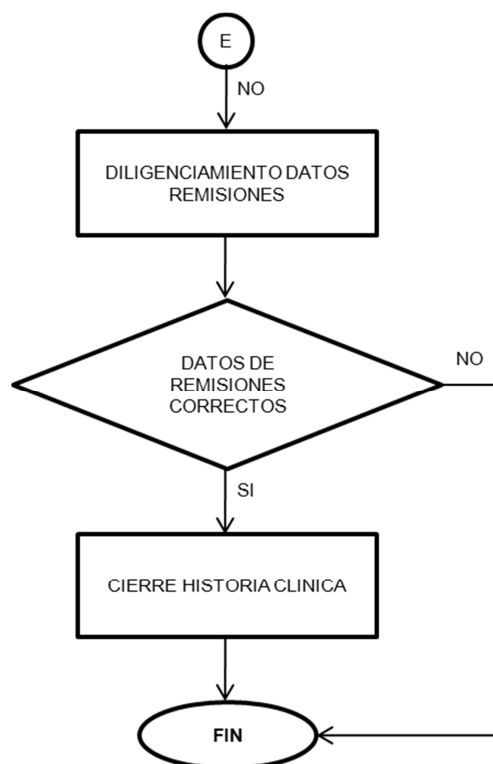 E
NO
DILIGENCIAMIENTO DATOS
REMISIONES
DATOS DE
REMISIONES
CORRECTOS
NO
SI
CIERRE HISTORIA CLINICA
FIN